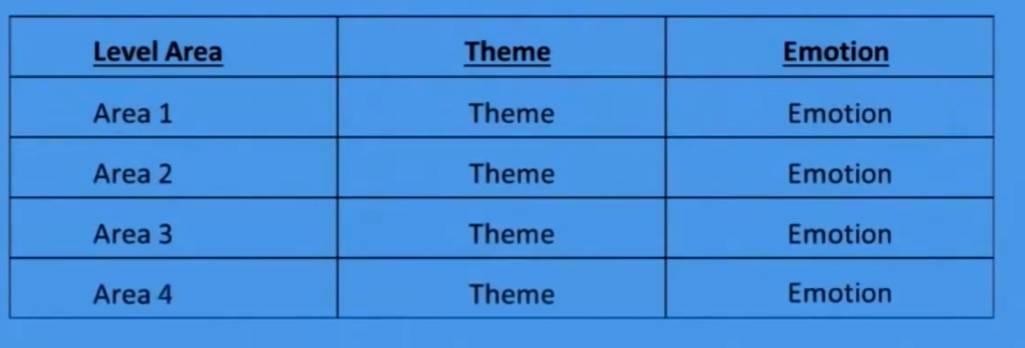 Level Area Theme Emotion
Area 1 Theme Emotion
Area 2 Theme Emotion
Area 3 Theme Emotion
Area 4 Theme Emotion